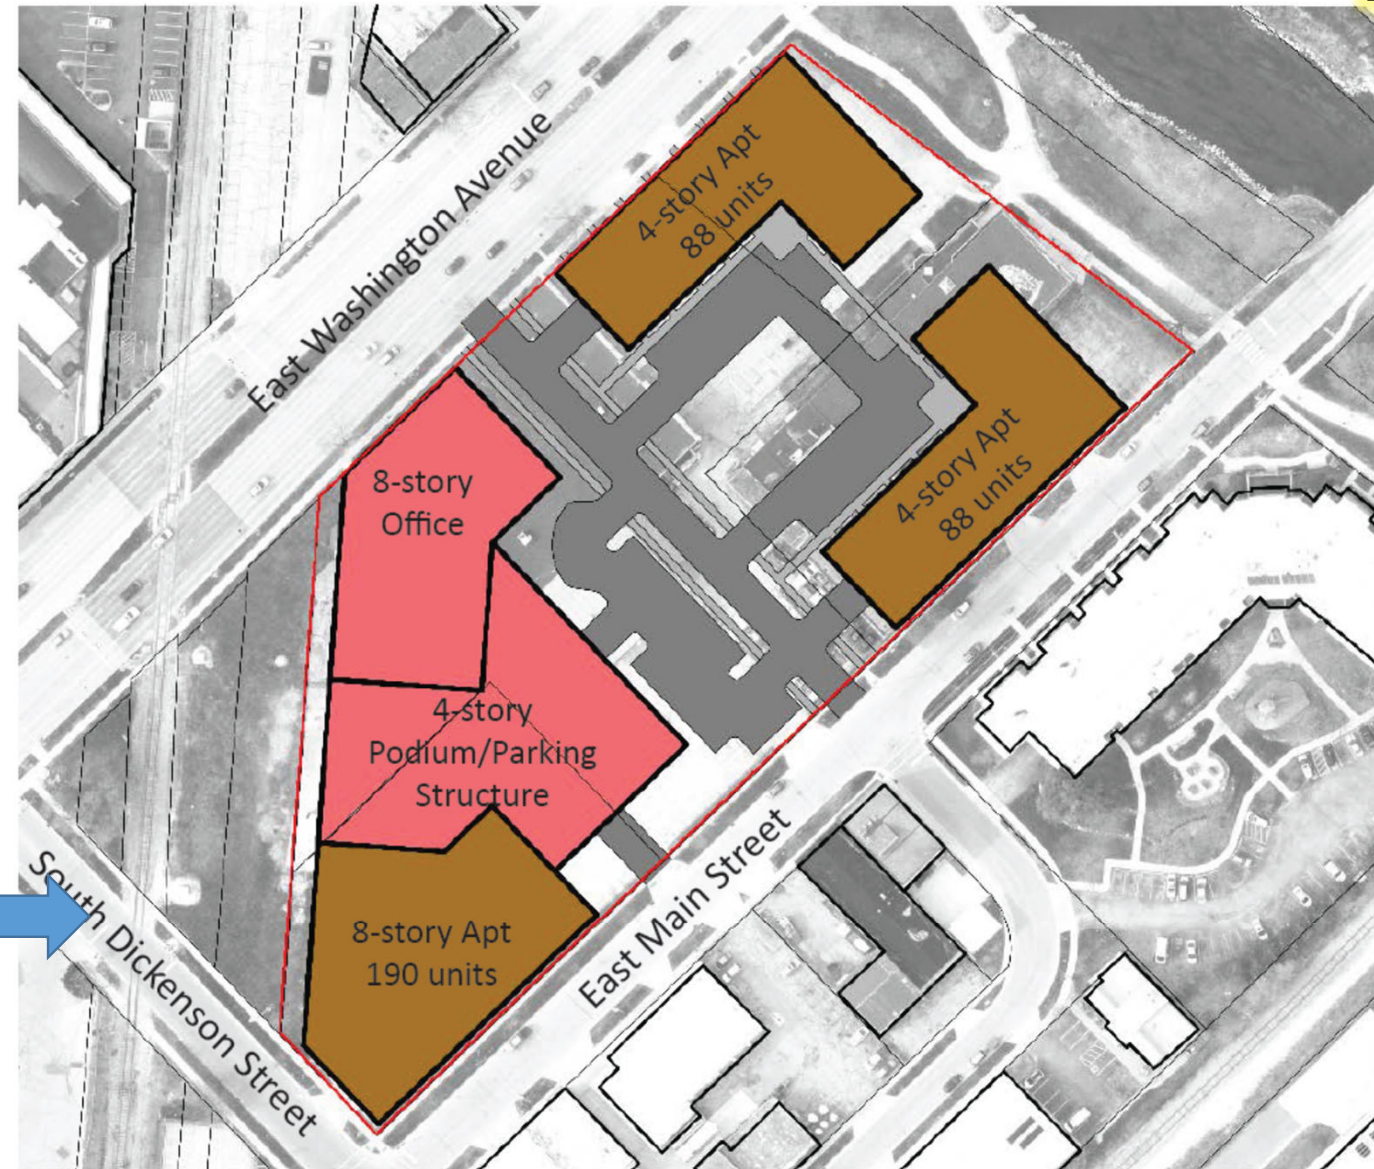 East Washington Avenue
4-story Apt
88 units
8-story
Office
4-story Apt
88 units
4-story
Podium/Parking
Structure
8-story Apt
190 units
East Main Street
South Dickenson Street